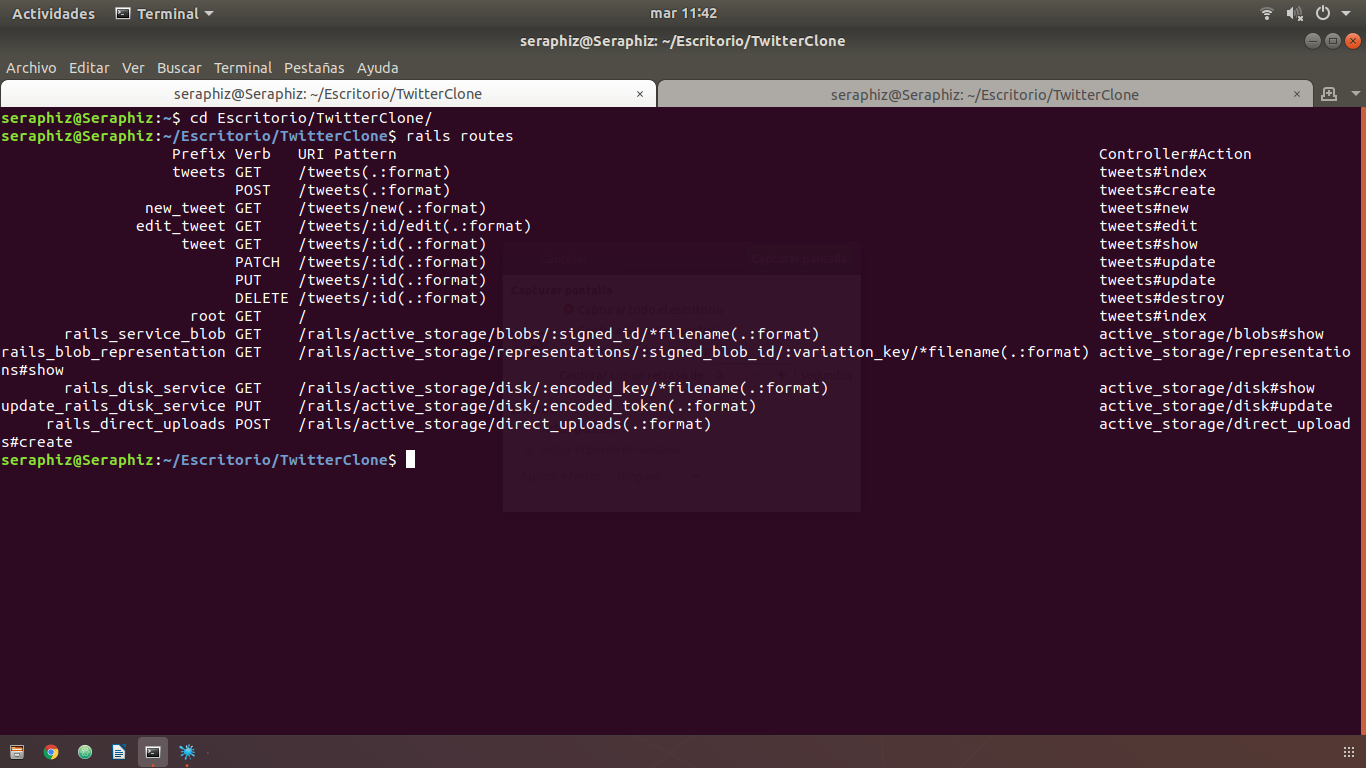 Actividades Terminal mar 11:42
seraphiz@Seraphiz: ~/Escritorio/TwitterClone
Archivo Editar Ver Buscar Terminal Pestañas Ayuda
seraphiz@Seraphiz: ~/Escritorio/TwitterClone × seraphiz@Seraphiz: ~/Escritorio/TwitterClone ×
seraphiz@Seraphiz:~$ cd Escritorio/TwitterClone/
seraphiz@Seraphiz:~/Escritorio/TwitterClone$ rails routes
Prefix Verb URI Pattern Controller#Action
tweets GET /tweets(.:format) tweets#index
POST /tweets(.:format) tweets#create
new_tweet GET /tweets/new(.:format) tweets#new
edit_tweet GET /tweets/:id/edit(.:format) tweets#edit
tweet GET /tweets/:id(.:format) tweets#show
PATCH /tweets/:id(.:format) tweets#update
PUT /tweets/:id(.:format) tweets#update
DELETE /tweets/:id(.:format) tweets#destroy
root GET / tweets#index
rails_service_blob GET /rails/active_storage/blobs/:signed_id/*filename(.:format) active_storage/blobs#show
rails_blob_representation GET /rails/active_storage/representations/:signed_blob_id/:variation_key/*filename(.:format) active_storage/representatio
ns#show
rails_disk_service GET /rails/active_storage/disk/:encoded_key/*filename(.:format) active_storage/disk#show
update_rails_disk_service PUT /rails/active_storage/disk/:encoded_token(.:format) active_storage/disk#update
rails_direct_uploads POST /rails/active_storage/direct_uploads(.:format) active_storage/direct_upload
s#create
seraphiz@Seraphiz:~/Escritorio/TwitterClone$
Capturar pantalla
Capturar pantalla